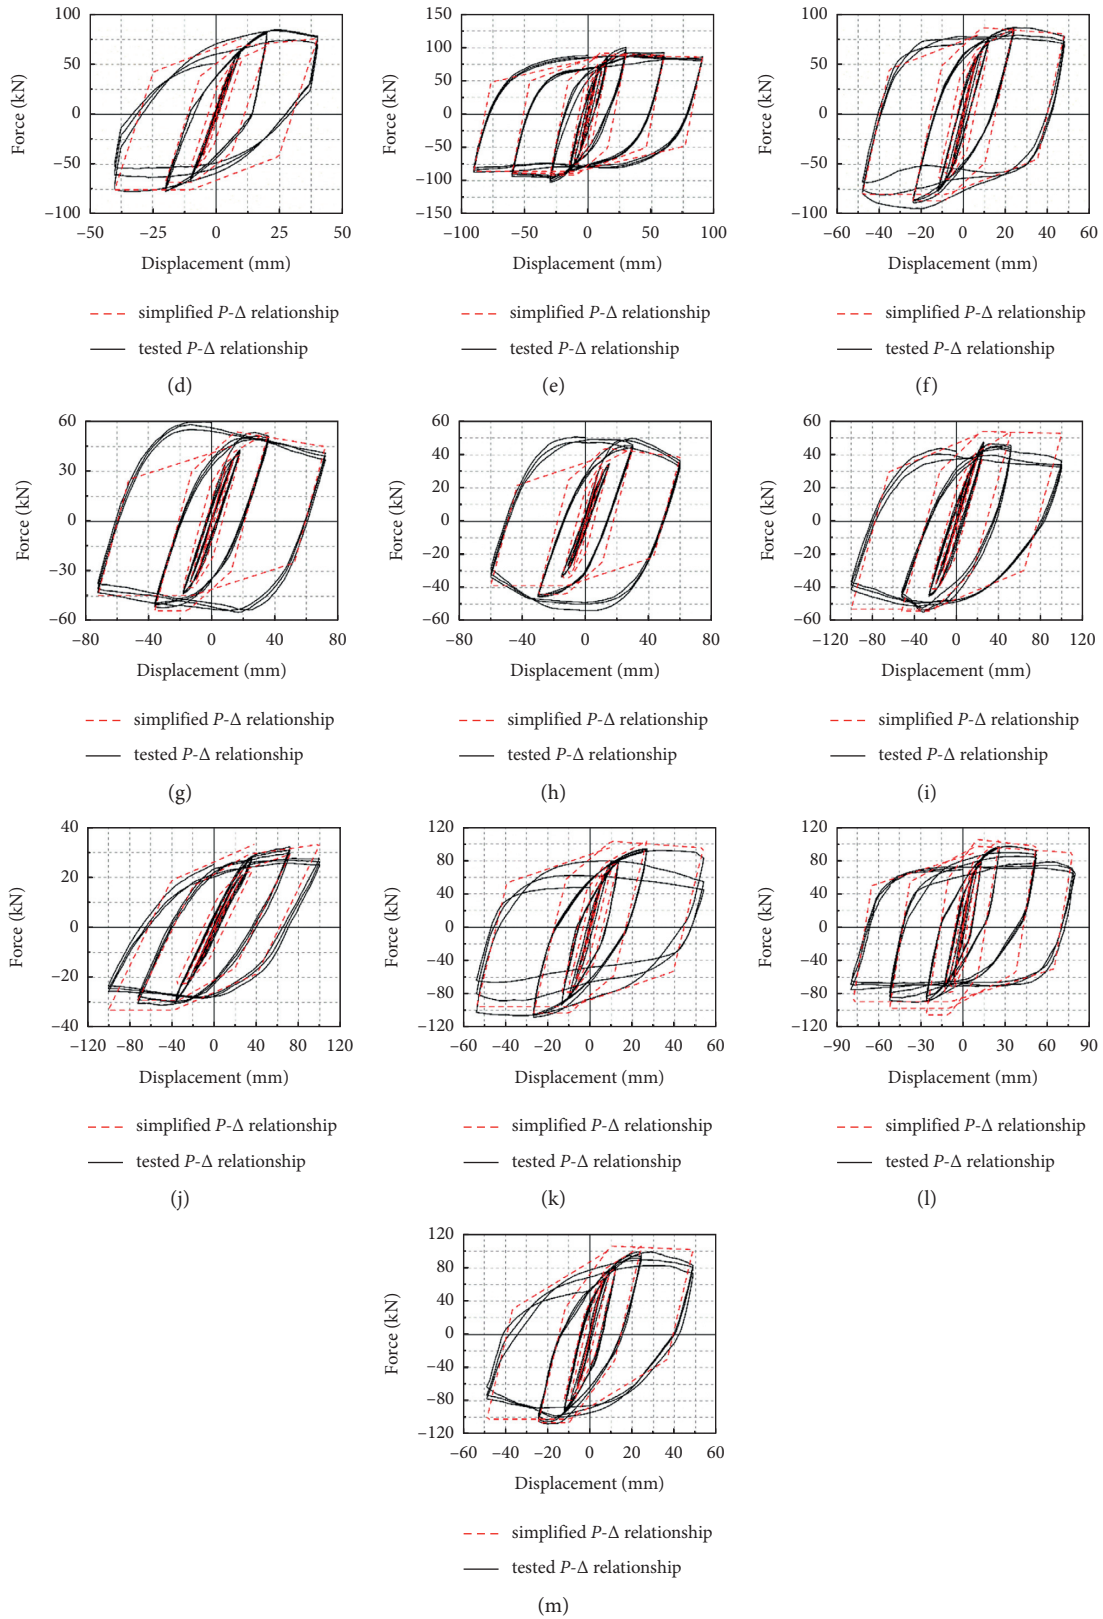 100
50
0
−50
−100
Force (kN)
−50 −25 0 25 50
Displacement (mm)
simplified P-Δ relationship
tested P-Δ relationship
(d)
150
100
50
0
−50
−100
−150
Force (kN)
−100 −50 0 50 100
Displacement (mm)
simplified P-Δ relationship
tested P-Δ relationship
(e)
100
50
0
−50
−100
Force (kN)
−60 −40 −20 0 20 40 60
Displacement (mm)
simplified P-Δ relationship
tested P-Δ relationship
(f)
60
30
0
−30
−60
Force (kN)
−80 −40 0 40 80
Displacement (mm)
simplified P-Δ relationship
tested P-Δ relationship
(g)
60
40
20
0
−20
−40
−60
Force (kN)
−80 −40 0 40 80
Displacement (mm)
simplified P-Δ relationship
tested P-Δ relationship
(h)
60
40
20
0
−20
−40
−60
Force (kN)
−120 −80 −40 0 40 80 120
Displacement (mm)
simplified P-Δ relationship
tested P-Δ relationship
(i)
40
20
0
−20
−40
Force (kN)
−120 −80 −40 0 40 80 120
Displacement (mm)
simplified P-Δ relationship
tested P-Δ relationship
(j)
120
80
40
0
−40
−80
−120
Force (kN)
−60 −40 −20 0 20 40 60
Displacement (mm)
simplified P-Δ relationship
tested P-Δ relationship
(k)
120
80
40
0
−40
−80
−120
Force (kN)
−90 −60 −30 0 30 60 90
Displacement (mm)
simplified P-Δ relationship
tested P-Δ relationship
(l)
120
80
40
0
−40
−80
−120
Force (kN)
−60 −40 −20 0 20 40 60
Displacement (mm)
simplified P-Δ relationship
tested P-Δ relationship
(m)